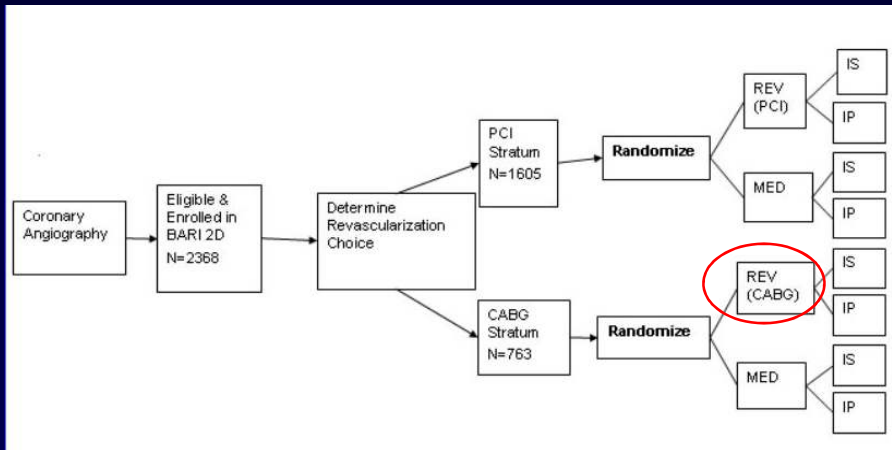 Coronary
Angiography
Eligible &
Enrolled in
BARI 2D
N=2368
Determine
Revascularization
Choice
PCI
Stratum
N=1605
Randomize
REV
(PCI)
IS
IP
MED
IS
IP
CABG
Stratum
N=763
Randomize
REV
(CABG)
IS
IP
MED
IS
IP